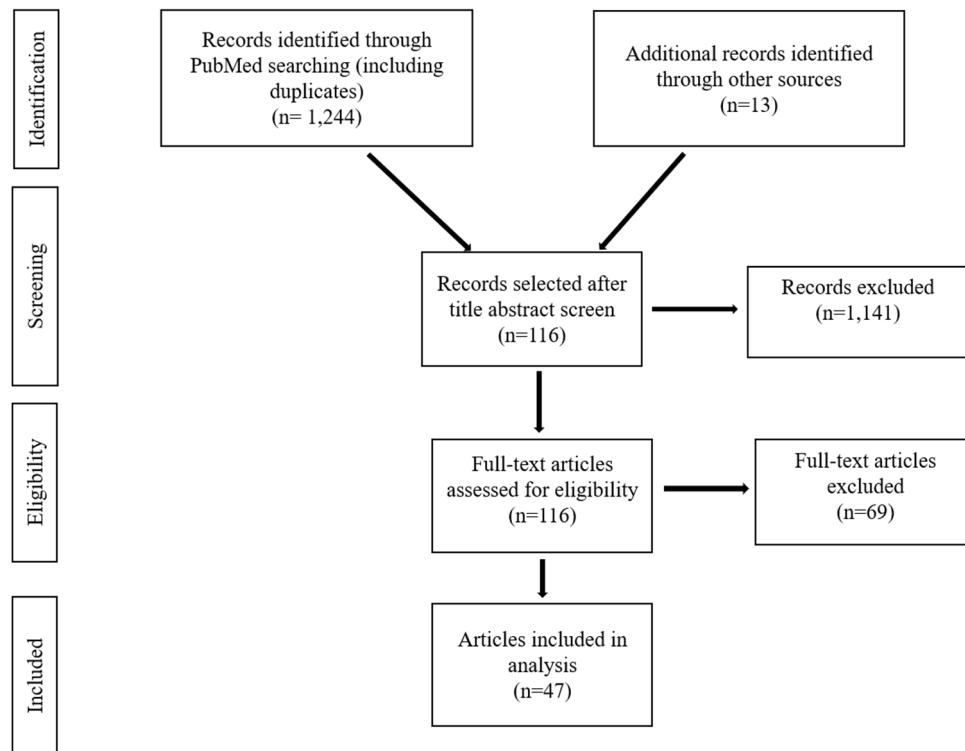 Identification
Records identified through
PubMed searching (including
duplicates)
(n= 1,244)
Additional records identified
through other sources
(n=13)
Screening
Records selected after
title abstract screen
(n=116)
Records excluded
(n=1,141)
Eligibility
Full-text articles
assessed for eligibility
(n=116)
Full-text articles
excluded
(n=69)
Included
Articles included in
analysis
(n=47)